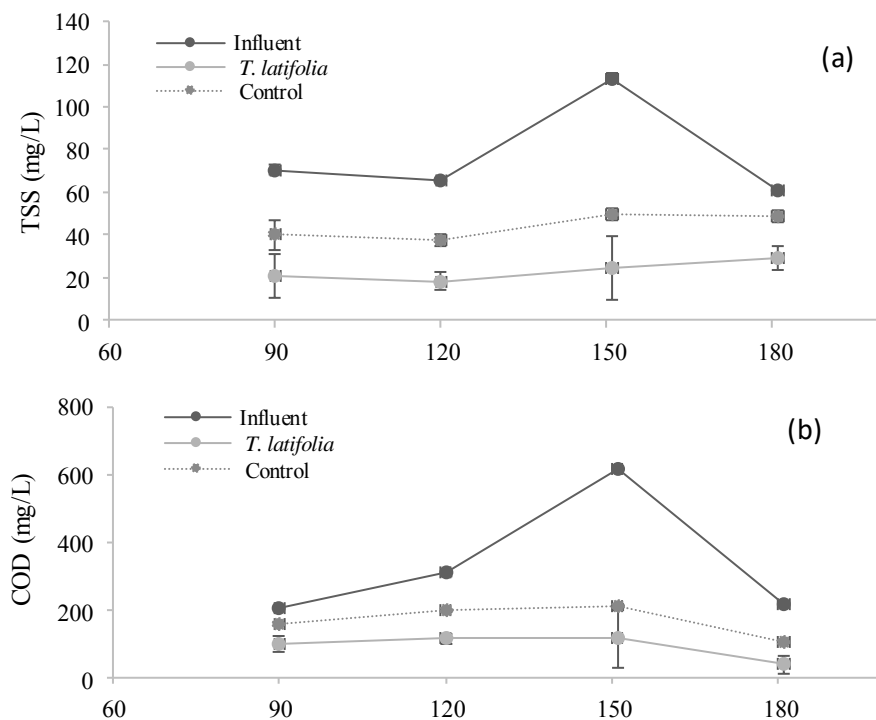 140
120
100
80
60
40
20
0
TSS (mg/L)
Influent
T. latifolia
Control
(a)
60 90 120 150 180
800
600
400
200
0
COD (mg/L)
Influent
T. latifolia
Control
(b)
60 90 120 150 180